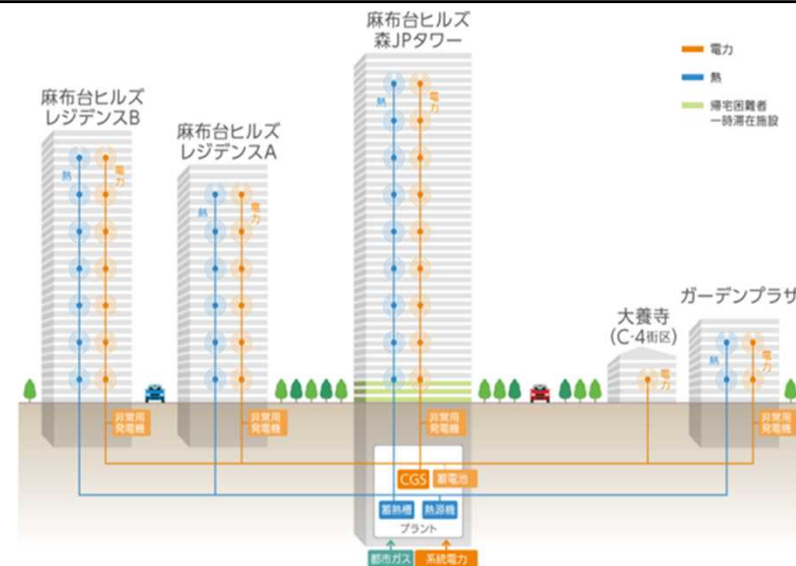 麻布台ヒルズ
森JPタワー
電力
熱
帰宅困難者
一時滞在施設
麻布台ヒルズ
レジデンスB
麻布台ヒルズ
レジデンスA
熱
電力
熱
電力
熱
電力
大養寺
(C-4街区)
ガーデンプラザ
電力
熱
電力
非常用
発電機
非常用
発電機
非常用
発電機
非常用
発電機
CGS
蓄電池
蓄熱槽
熱源機
プラント
都市ガス
系統電力